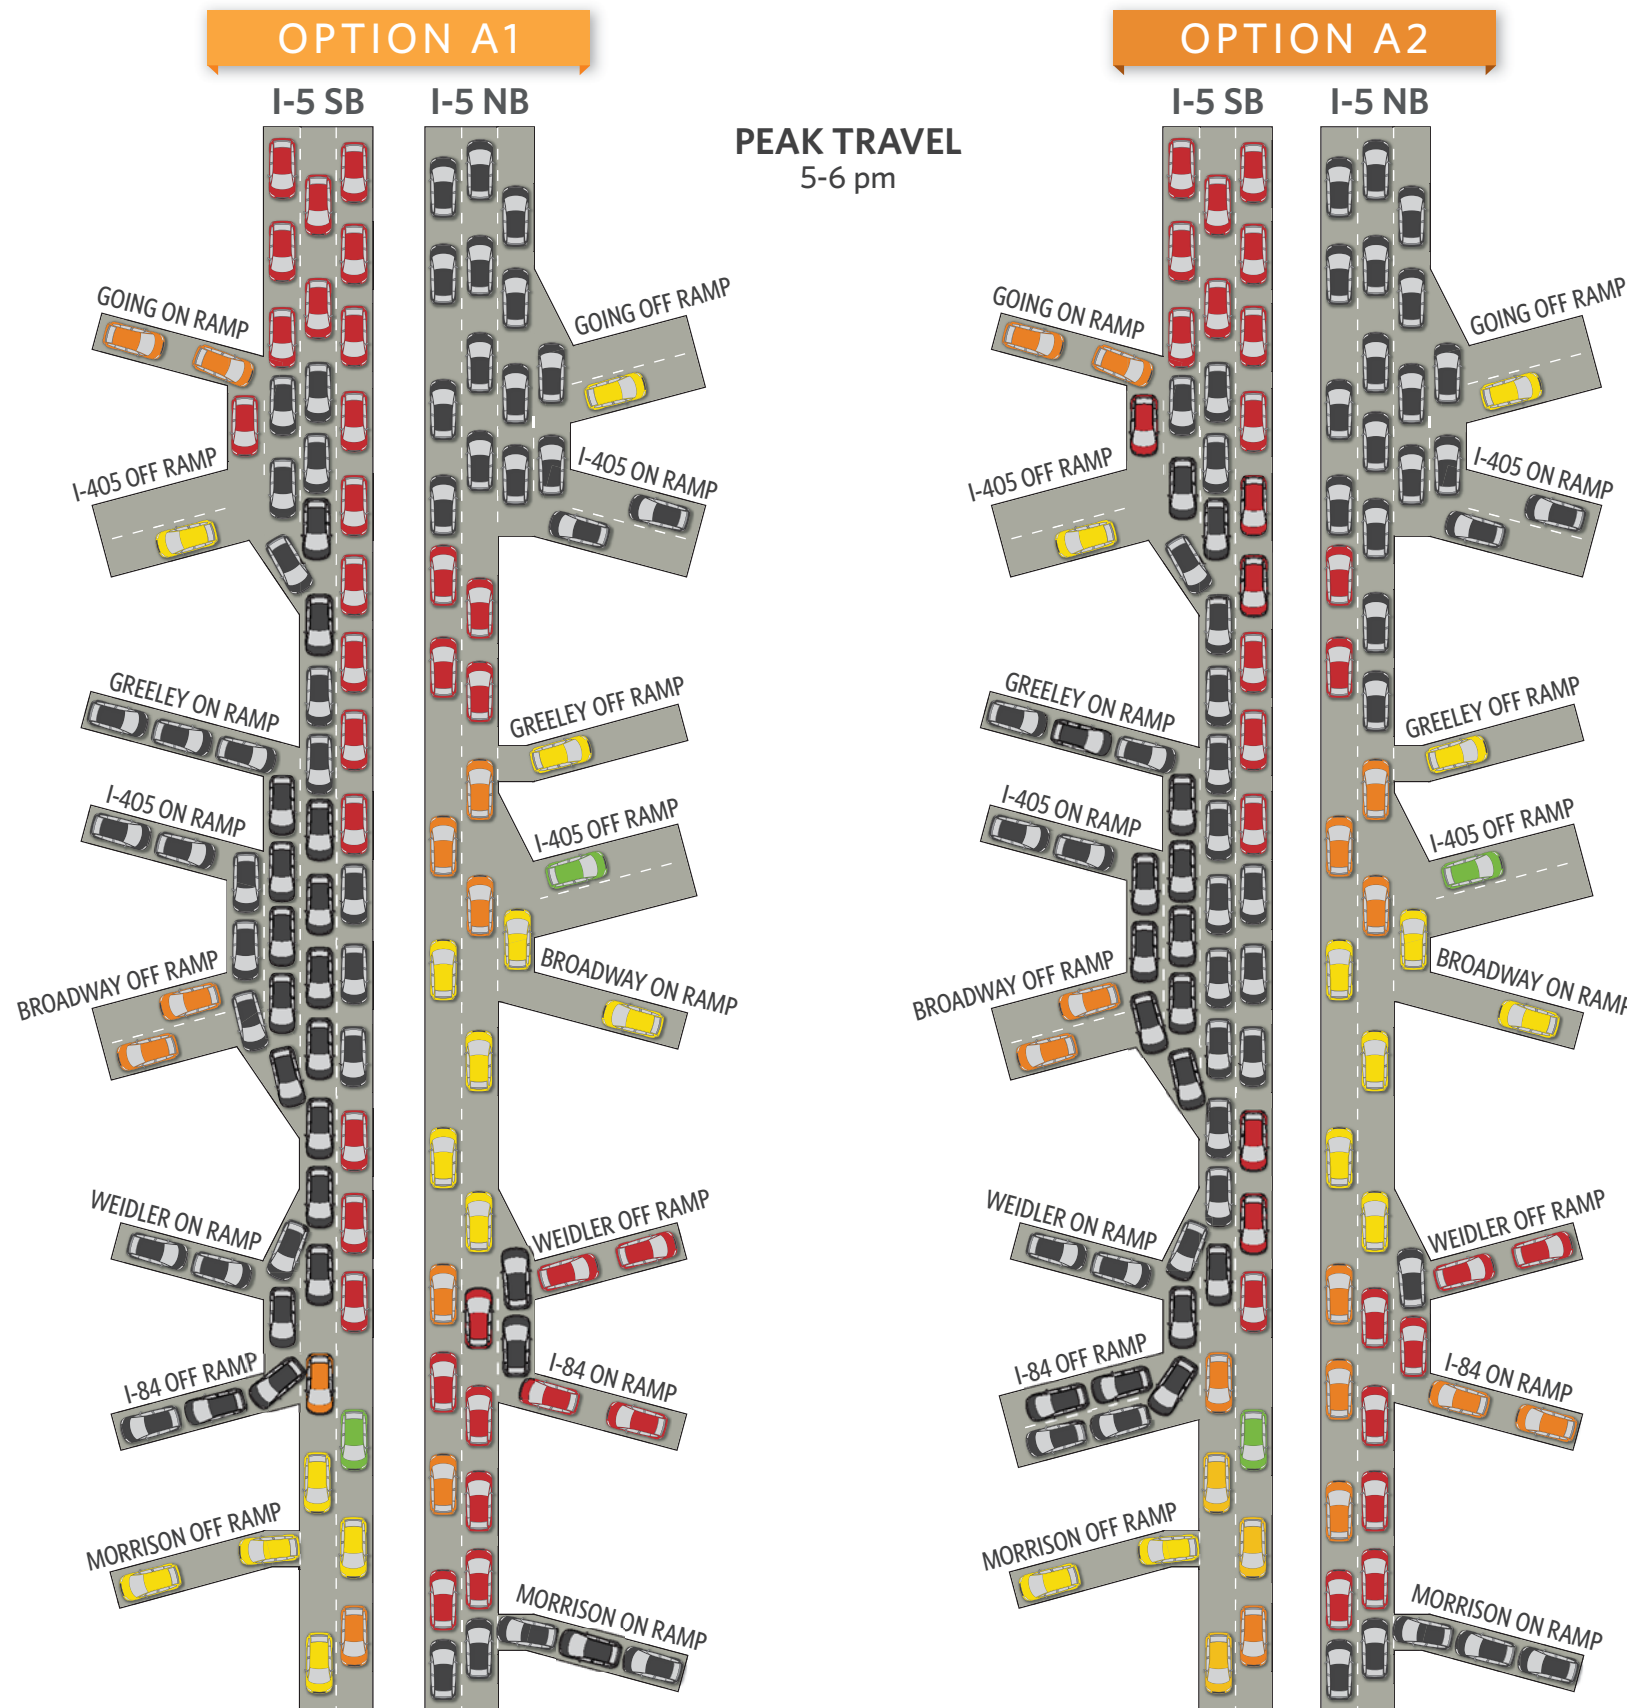 OPTION A1
I-5 SB
I-5 NB
GOING ON RAMP
I-405 OFF RAMP
GREELEY ON RAMP
I-405 ON RAMP
BROADWAY OFF RAMP
WEIDLER ON RAMP
I-84 OFF RAMP
MORRISON OFF RAMP
GOING OFF RAMP
I-405 ON RAMP
GREELEY OFF RAMP
I-405 OFF RAMP
BROADWAY ON RAMP
WEIDLER OFF RAMP
I-84 ON RAMP
MORRISON ON RAMP
PEAK TRAVEL
5-6 pm
OPTION A2
I-5 SB
I-5 NB
GOING ON RAMP
I-405 OFF RAMP
GREELEY ON RAMP
I-405 ON RAMP
BROADWAY OFF RAMP
WEIDLER ON RAMP
I-84 OFF RAMP
MORRISON OFF RAMP
GOING OFF RAMP
I-405 ON RAMP
GREELEY OFF RAMP
I-405 OFF RAMP
BROADWAY ON RAMP
WEIDLER OFF RAMP
I-84 ON RAMP
MORRISON ON RAMP